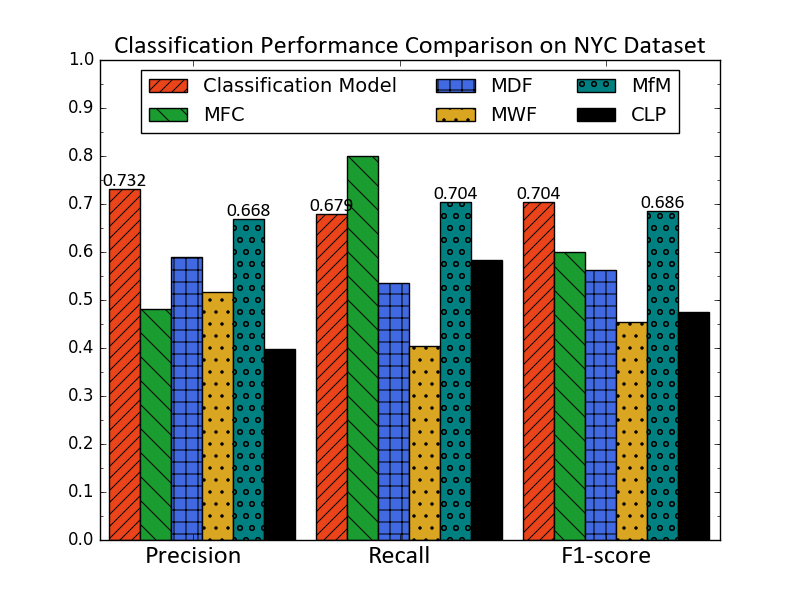 Classification Performance Comparison on NYC Dataset
Classification Model MDF MfM
MFC MWF CLP
1.0
0.9
0.8
0.7
0.6
0.5
0.4
0.3
0.2
0.1
0.0
0.732 0.668 0.679 0.704 0.704 0.686
Precision Recall F1-score